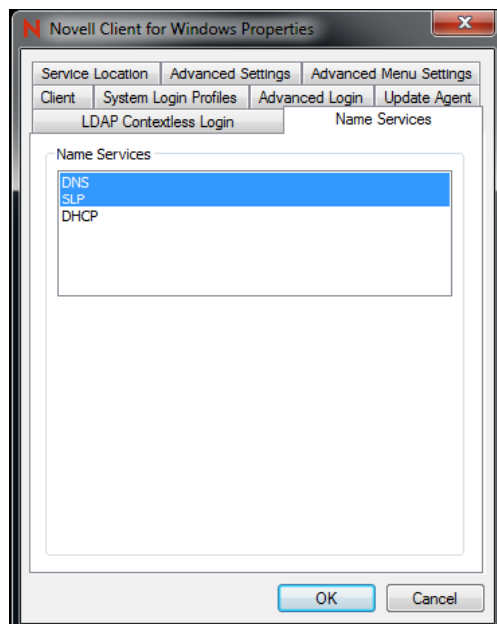 N Novell Client for Windows Properties
Service Location Advanced Settings Advanced Menu Settings
Client System Login Profiles Advanced Login Update Agent
LDAP Contextless Login Name Services
Name Services
DNS
SLP
DHCP
OK Cancel